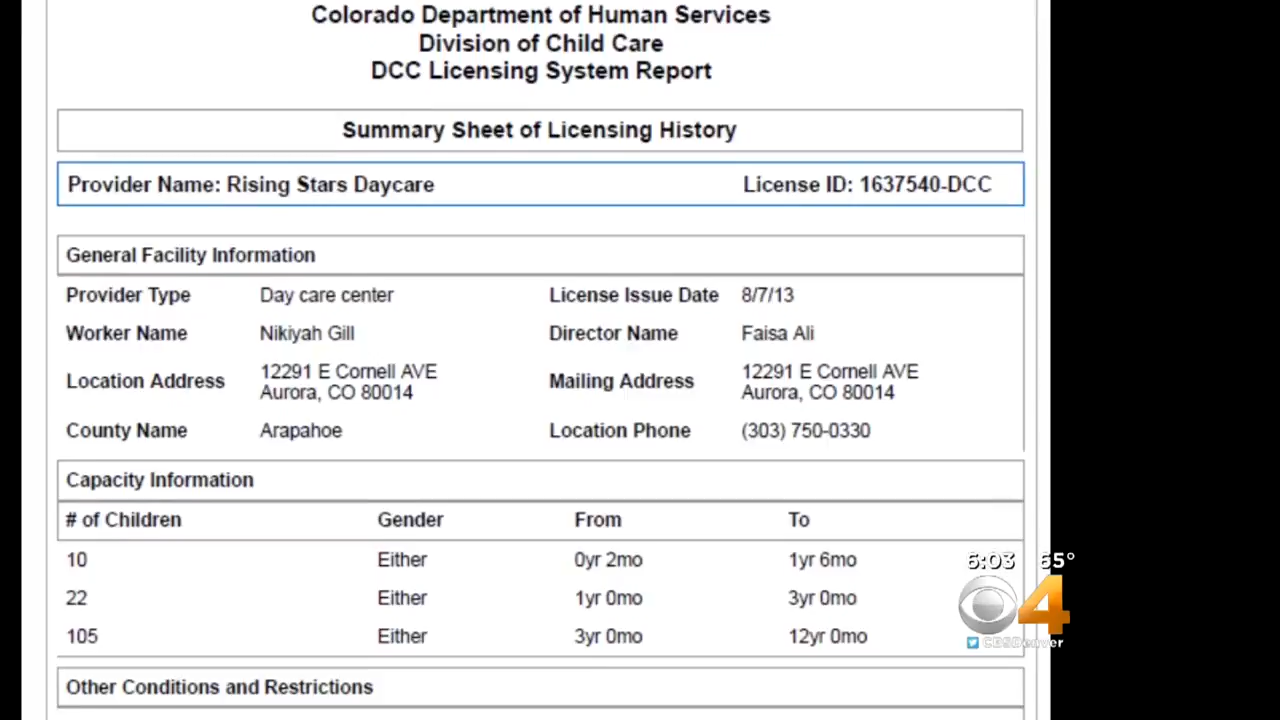 Colorado Department of Human Services
Division of Child Care
DCC Licensing System Report
Summary Sheet of Licensing History
Provider Name: Rising Stars Daycare License ID: 1637540-DCC
General Facility Information
Provider Type Day care center License Issue Date 8/7/13
Worker Name Nikiyah Gill Director Name Faisa Ali
Location Address 12291 E Cornell AVE Aurora, CO 80014 Mailing Address 12291 E Cornell AVE Aurora, CO 80014
County Name Arapahoe Location Phone (303) 750-0330
Capacity Information
# of Children Gender From To
10 Either 0yr 2mo 1yr 6mo
22 Either 1yr 0mo 3yr 0mo
105 Either 3yr 0mo 12yr 0mo
Other Conditions and Restrictions
6:03 65°
4
CBSDenver